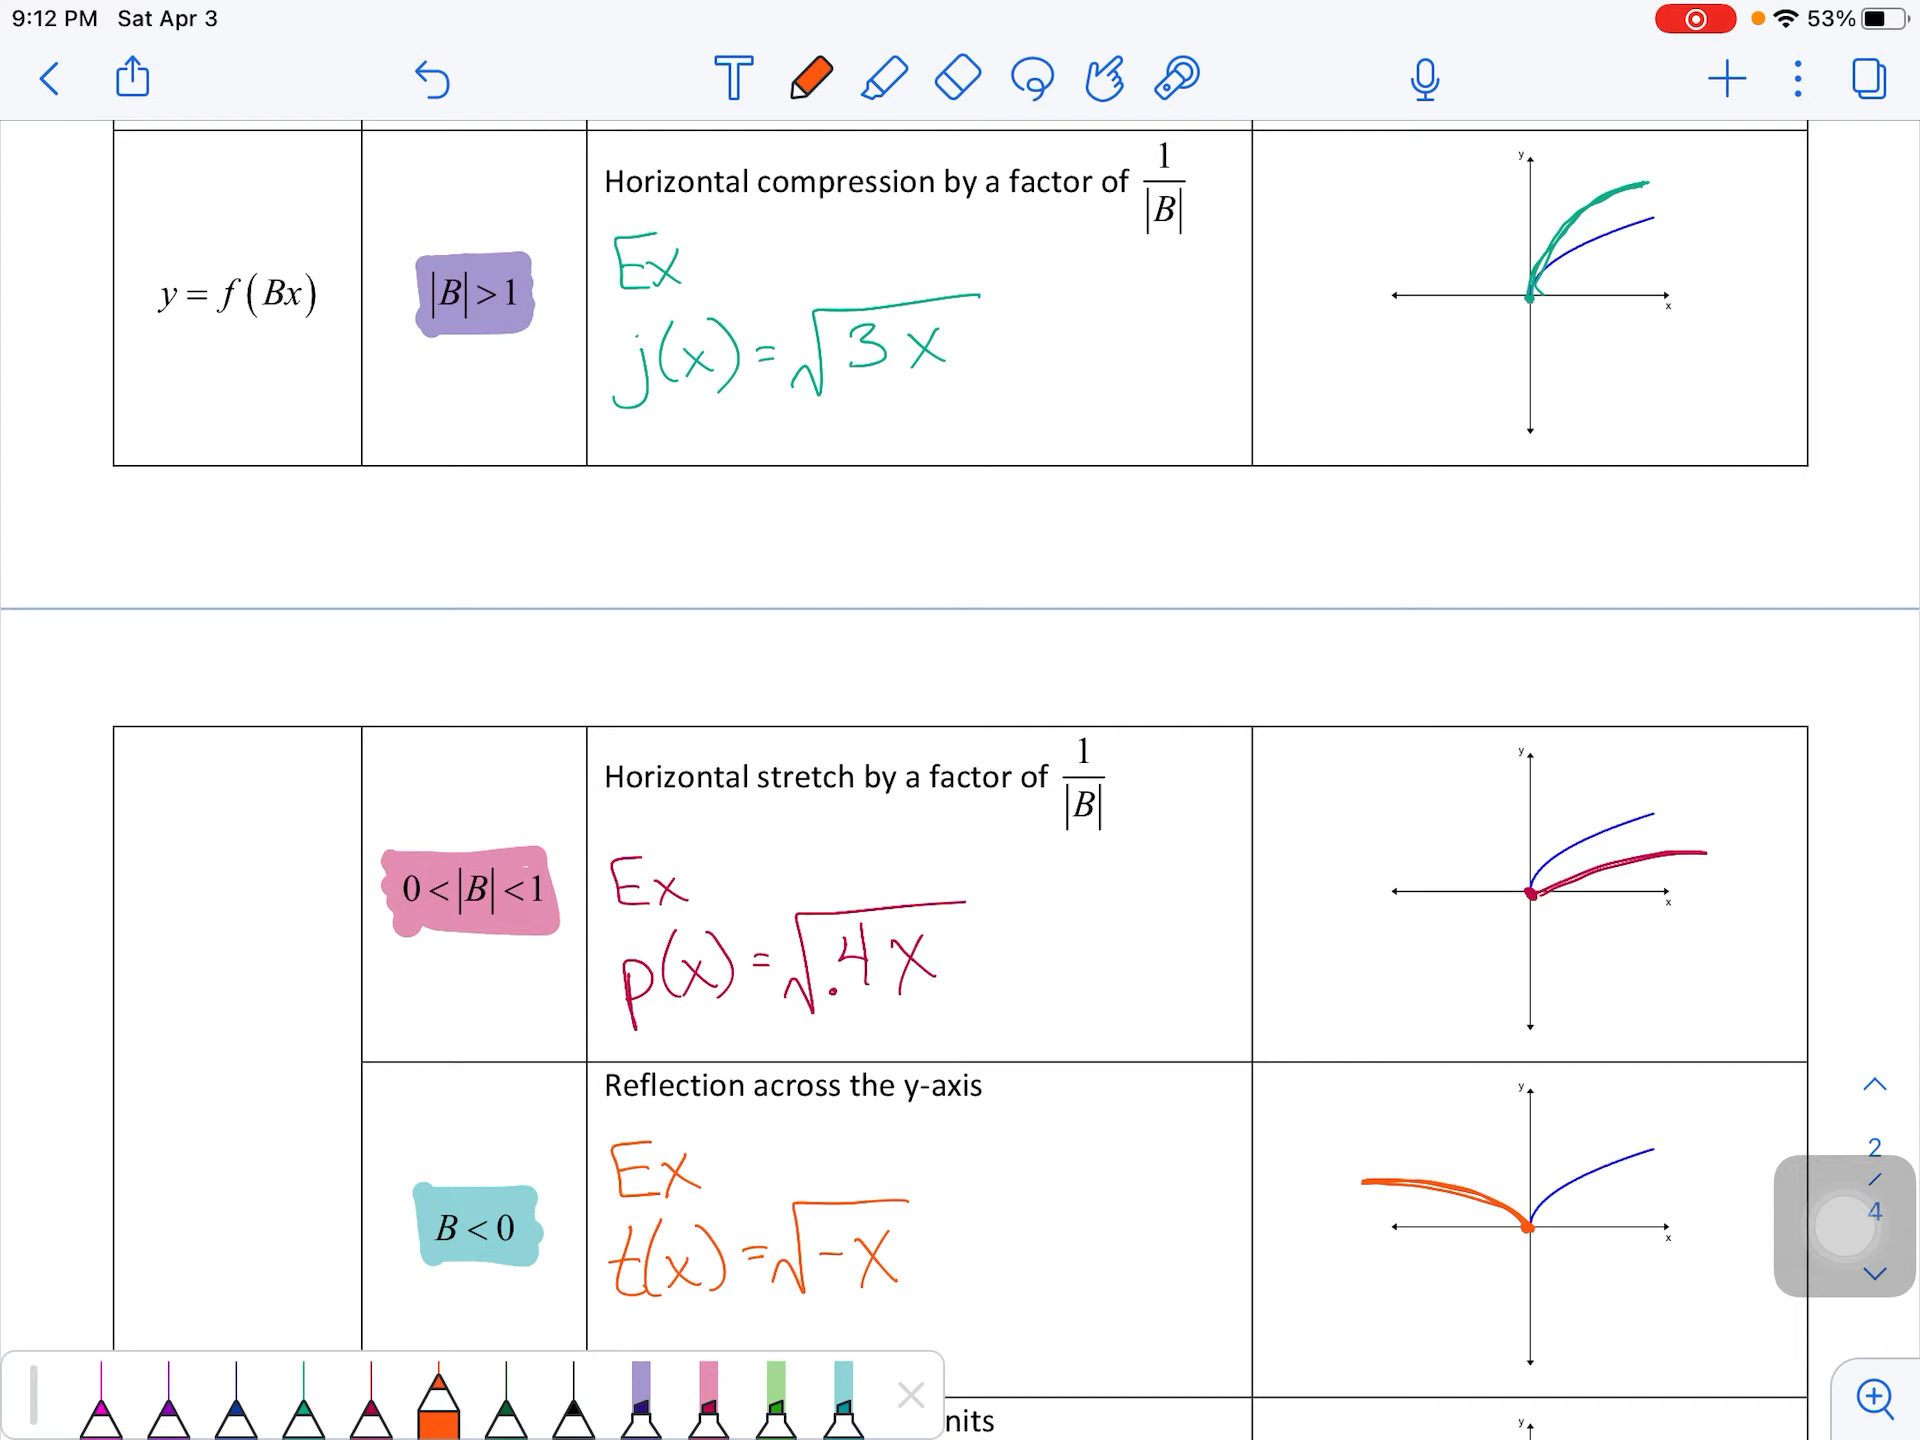 9:12 PM Sat Apr 3 53%
T
y = f(Bx)
|B| > 1
Horizontal compression by a factor of 1/|B|
Ex
j(x) = √3x
y
x
0 < |B| < 1
Horizontal stretch by a factor of 1/|B|
Ex
p(x) = √.4x
y
x
B < 0
Reflection across the y-axis
Ex
t(x) = √-x
y
x
2
/
4
nits
y